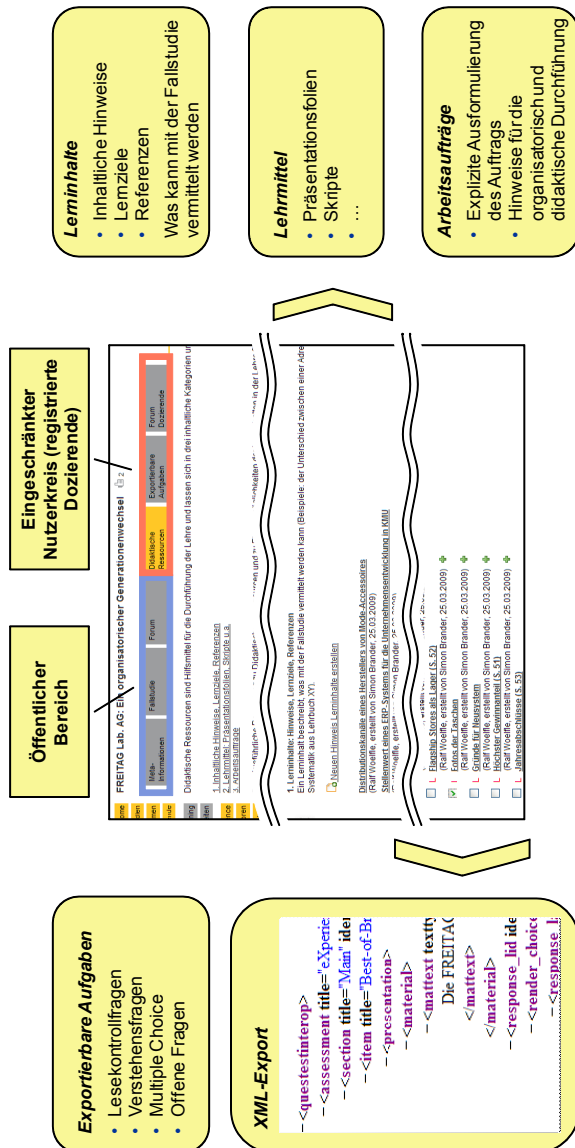 Öffentlicher
Bereich
Eingeschränkter
Nutzerkreis (registrierte
Dozierende)
Exportierbare Aufgaben
• Lesekontrollfragen
• Verstehensfragen
• Multiple Choice
• Offene Fragen
XML-Export
– <questestinterop>
– <assessment title="eXperie
– <section title="Main" iden
– <item title="Best-of-Br
– <presentation>
– <material>
– <mattext textty
Die FREITAG
</mattext>
</material>
– <response_lid ide
– <render_choice
– <response_l
FREITAG Lab. AG: Ein organisatorischer Generationenwechsel 2
Meta-
Informationen
Fallstudie
Forum
Didaktische
Ressourcen
Exportierbare
Aufgaben
Forum
Dozierende
Didaktische Ressourcen sind Hilfsmittel für die Durchführung der Lehre und lassen sich in drei inhaltliche Kategorien un
1. Inhaltliche Hinweise, Lernziele, Referenzen
2. Lehrmittel: Präsentationsfolien, Skripte u.a.
3. Arbeitsaufträge
1. Lerninhalte: Hinweise, Lernziele, Referenzen
Ein Lerninhalt beschreibt, was mit der Fallstudie vermittelt werden kann (Beispiele: der Unterschied zwischen einer Adre
Systematik aus Lehrbuch XY).
Neuen Hinweis Lerninhalte erstellen
Distributionskanäle eines Herstellers von Mode-Accessoires
(Ralf Woelfle, erstellt von Simon Brander, 25.03.2009)
Stellenwert eines ERP-Systems für die Unternehmensentwicklung in KMU
L Flagship Stores als Lager (S. 52)
(Ralf Woelfle, erstellt von Simon Brander, 25.03.2009)
L Fotos der Taschen
(Ralf Woelfle, erstellt von Simon Brander, 25.03.2009)
L Gründe für Neusystem
(Ralf Woelfle, erstellt von Simon Brander, 25.03.2009)
L Höchster Gewinnanteil (S. 51)
(Ralf Woelfle, erstellt von Simon Brander, 25.03.2009)
L Jahresabschlüsse (S. 53)
Lerninhalte
• Inhaltliche Hinweise
• Lernziele
• Referenzen
Was kann mit der Fallstudie
vermittelt werden
Lehrmittel
• Präsentationsfolien
• Skripte
• …
Arbeitsaufträge
• Explizite Ausformulierung
des Auftrags
• Hinweise für die
organisatorisch und
didaktische Durchführung